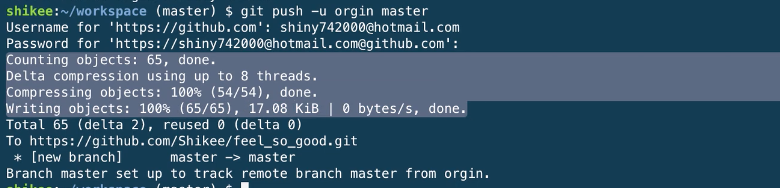 shikee:~/workspace (master) $ git push -u orgin master
Username for 'https://github.com': shiny742000@hotmail.com
Password for 'https://shiny742000@hotmail.com@github.com':
Counting objects: 65, done.
Delta compression using up to 8 threads.
Compressing objects: 100% (54/54), done.
Writing objects: 100% (65/65), 17.08 KiB | 0 bytes/s, done.
Total 65 (delta 2), reused 0 (delta 0)
To https://github.com/Shikee/feel_so_good.git
 * [new branch]      master -> master
Branch master set up to track remote branch master from orgin.
shikee:~/workspace (master) $